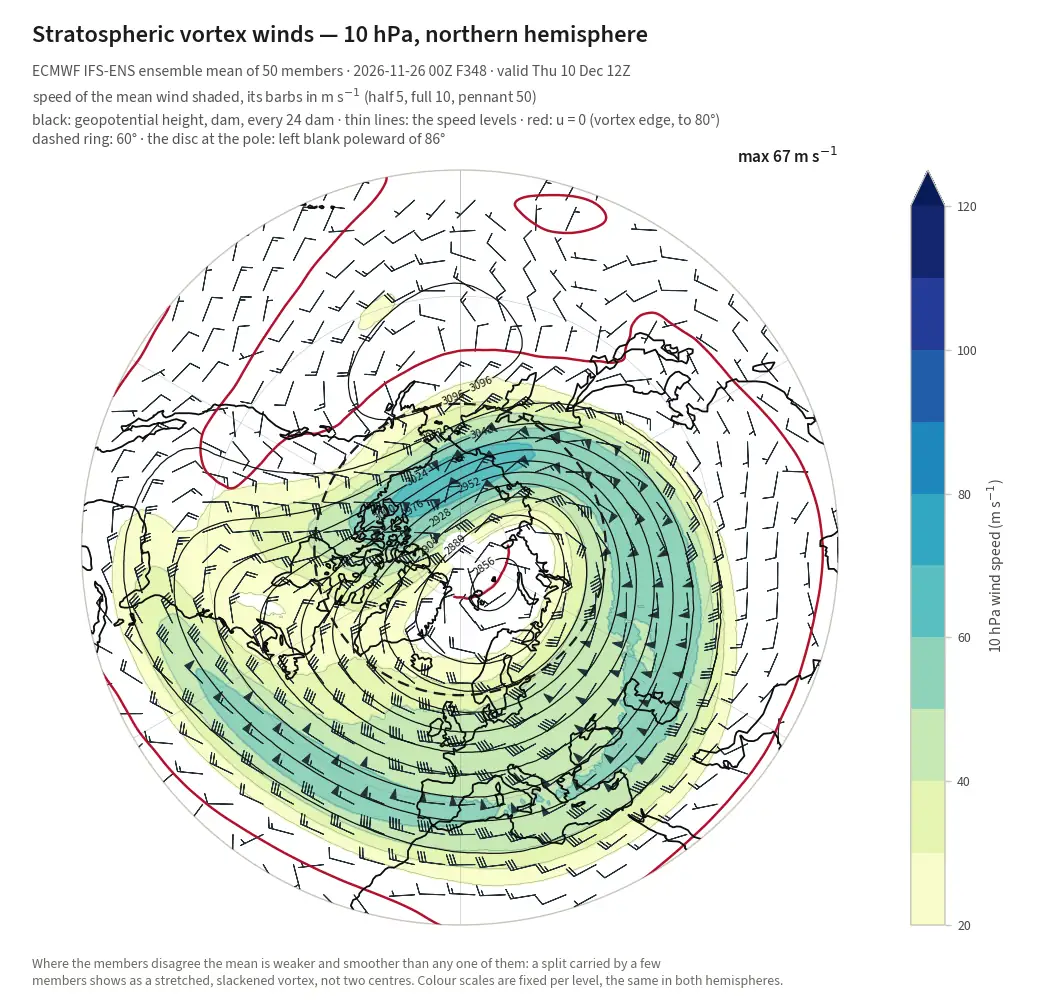 Stratospheric vortex winds — 10 hPa, northern hemisphere
ECMWF IFS-ENS ensemble mean of 50 members · 2026-11-26 00Z F348 · valid Thu 10 Dec 12Z
speed of the mean wind shaded, its barbs in m s⁻¹ (half 5, full 10, pennant 50)
black: geopotential height, dam, every 24 dam · thin lines: the speed levels · red: u = 0 (vortex edge, to 80°)
dashed ring: 60° · the disc at the pole: left blank poleward of 86°
max 67 m s⁻¹
120
100
80
60
40
20
10 hPa wind speed (m s⁻¹)
3096
3096
3024
2952
2928
2880
2856
Where the members disagree the mean is weaker and smoother than any one of them: a split carried by a few
members shows as a stretched, slackened vortex, not two centres. Colour scales are fixed per level, the same in both hemispheres.